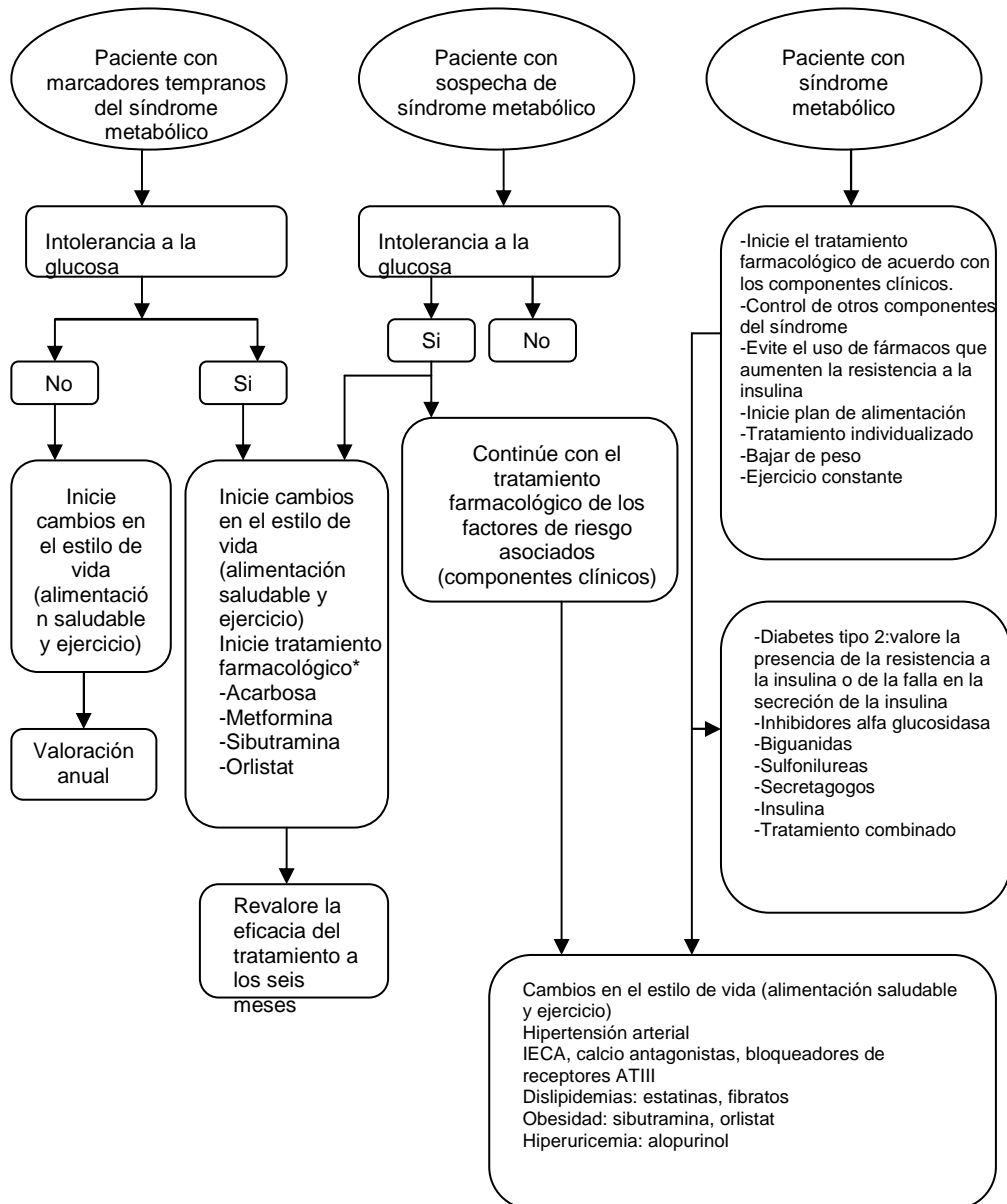 Paciente con
marcadores tempranos
del síndrome
metabólico
Paciente con
sospecha de
síndrome metabólico
Paciente con
síndrome
metabólico
Intolerancia a la
glucosa
Intolerancia a la
glucosa
No
Si
Si
No
-Inicie el tratamiento
farmacológico de acuerdo con
los componentes clínicos.
-Control de otros componentes
del síndrome
-Evite el uso de fármacos que
aumenten la resistencia a la
insulina
-Inicie plan de alimentación
-Tratamiento individualizado
-Bajar de peso
-Ejercicio constante
Inicie
cambios en
el estilo de
vida
(alimentació
n saludable
y ejercicio)
Inicie cambios
en el estilo de
vida
(alimentación
saludable y
ejercicio)
Inicie tratamiento
farmacológico*
-Acarbosa
-Metformina
-Sibutramina
-Orlistat
Continúe con el
tratamiento
farmacológico de los
factores de riesgo
asociados
(componentes clínicos)
Valoración
anual
-Diabetes tipo 2:valore la
presencia de la resistencia a
la insulina o de la falla en la
secreción de la insulina
-Inhibidores alfa glucosidasa
-Biguanidas
-Sulfonilureas
-Secretagogos
-Insulina
-Tratamiento combinado
Revalore la
eficacia del
tratamiento a
los seis
meses
Cambios en el estilo de vida (alimentación saludable
y ejercicio)
Hipertensión arterial
IECA, calcio antagonistas, bloqueadores de
receptores ATIII
Dislipidemias: estatinas, fibratos
Obesidad: sibutramina, orlistat
Hiperuricemia: alopurinol